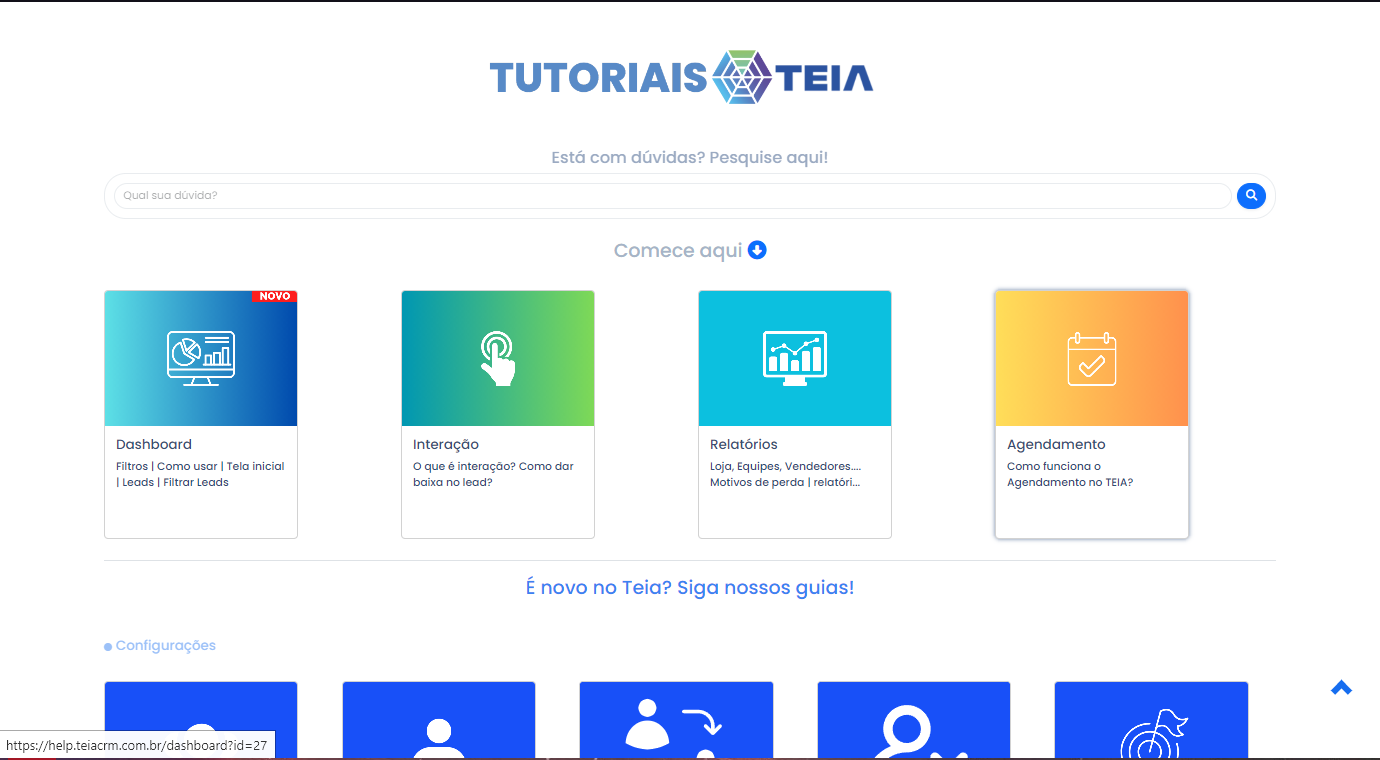 TUTORIAIS TEIA
Está com dúvidas? Pesquise aqui!
Qual sua dúvida?
Comece aqui
NOVO
Dashboard
Filtros | Como usar | Tela inicial
| Leads | Filtrar Leads
Interação
O que é interação? Como dar
baixa no lead?
Relatórios
Loja, Equipes, Vendedores....
Motivos de perda | relatóri...
Agendamento
Como funciona o
Agendamento no TEIA?
É novo no Teia? Siga nossos guias!
Configurações
https://help.teiacrm.com.br/dashboard?id=27